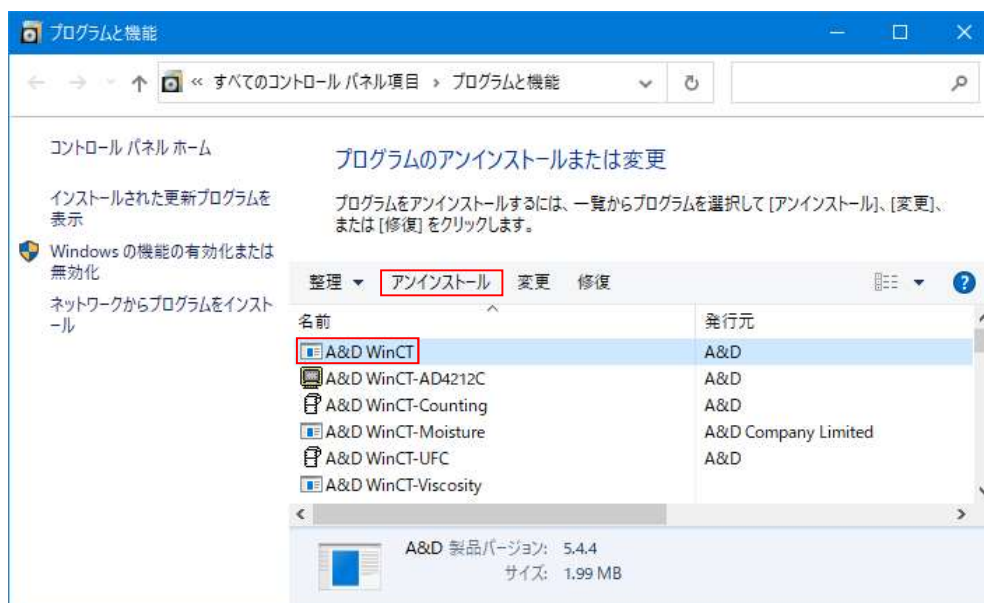 プログラムと機能
« すべてのコントロール パネル項目 › プログラムと機能
コントロール パネル ホーム
インストールされた更新プログラムを
表示
Windows の機能の有効化または
無効化
ネットワークからプログラムをインスト
ール
プログラムのアンインストールまたは変更
プログラムをアンインストールするには、一覧からプログラムを選択して [アンインストール]、[変更]、
または [修復] をクリックします。
整理 アンインストール 変更 修復
名前 発行元
A&D WinCT A&D
A&D WinCT-AD4212C A&D
A&D WinCT-Counting A&D
A&D WinCT-Moisture A&D Company Limited
A&D WinCT-UFC A&D
A&D WinCT-Viscosity
A&D 製品バージョン: 5.4.4
サイズ: 1.99 MB